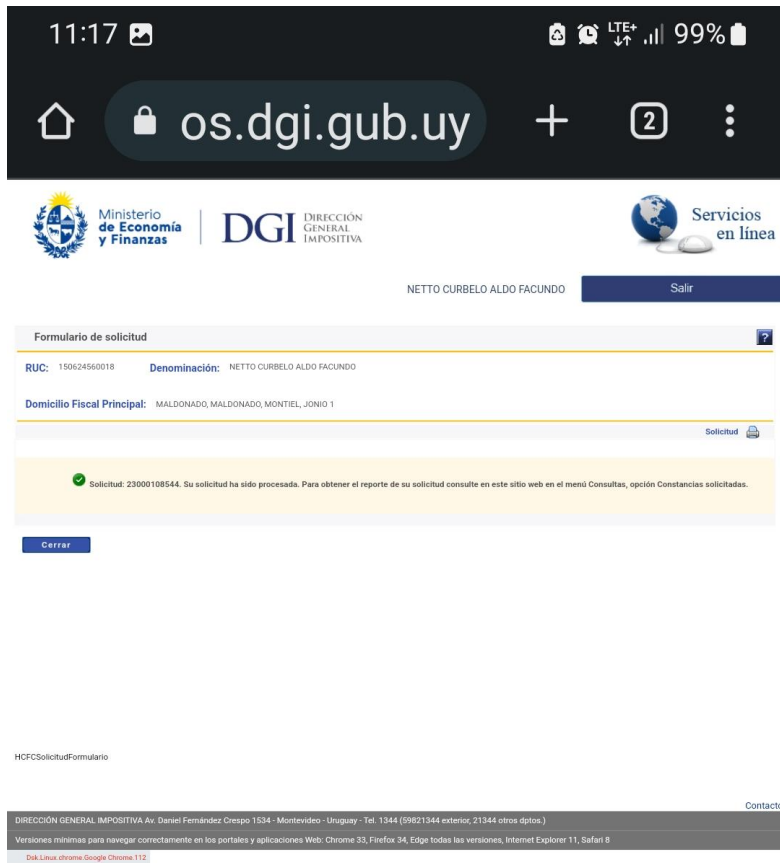 11:17
LTE+ 99%
os.dgi.gub.uy
2
Ministerio
de Economía
y Finanzas
DGI DIRECCIÓN
GENERAL
IMPOSITIVA
Servicios
en línea
NETTO CURBELO ALDO FACUNDO Salir
Formulario de solicitud ?
RUC: 150624560018 Denominación: NETTO CURBELO ALDO FACUNDO
Domicilio Fiscal Principal: MALDONADO, MALDONADO, MONTIEL, JONIO 1
Solicitud
Solicitud: 23000108544. Su solicitud ha sido procesada. Para obtener el reporte de su solicitud consulte en este sitio web en el menú Consultas, opción Constancias solicitadas.
Cerrar
HCFCSolicitudFormulario
Contacto
DIRECCIÓN GENERAL IMPOSITIVA Av. Daniel Fernández Crespo 1534 - Montevideo - Uruguay - Tel. 1344 (59821344 exterior, 21344 otros dptos.)
Versiones mínimas para navegar correctamente en los portales y aplicaciones Web: Chrome 33, Firefox 34, Edge todas las versiones, Internet Explorer 11, Safari 8
Dsk.Linux.chrome.Google Chrome.112